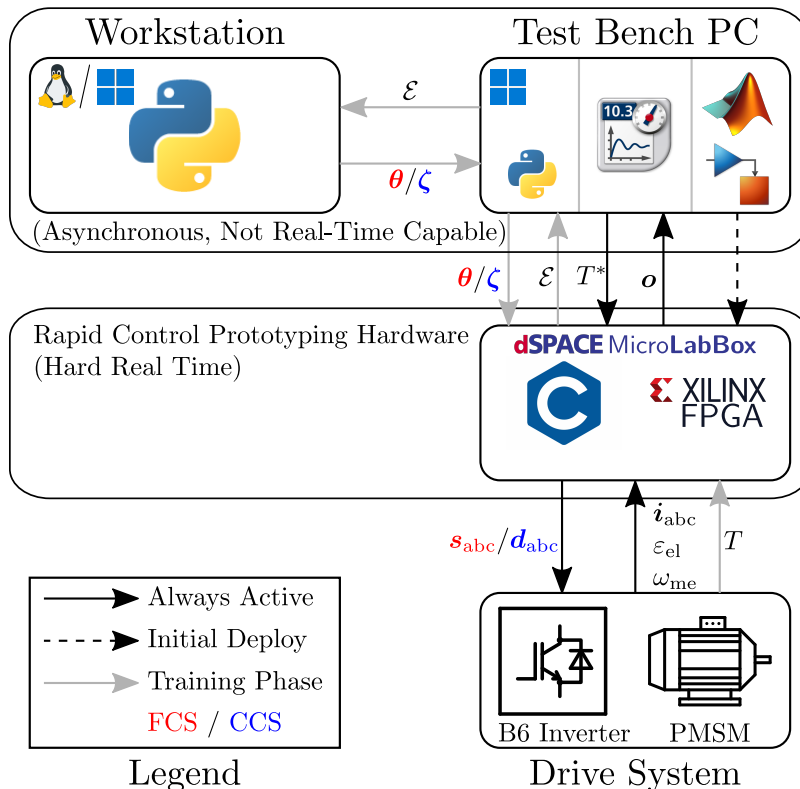 Workstation
Test Bench PC
/
10.3
ℰ
θ/ζ
(Asynchronous, Not Real-Time Capable)
θ/ζ
ℰ
T*
o
Rapid Control Prototyping Hardware
(Hard Real Time)
dSPACE MicroLabBox
C
XILINX
FPGA
s_abc/d_abc
i_abc
ε_el
ω_me
T
Always Active
Initial Deploy
Training Phase
FCS / CCS
B6 Inverter
PMSM
Legend
Drive System